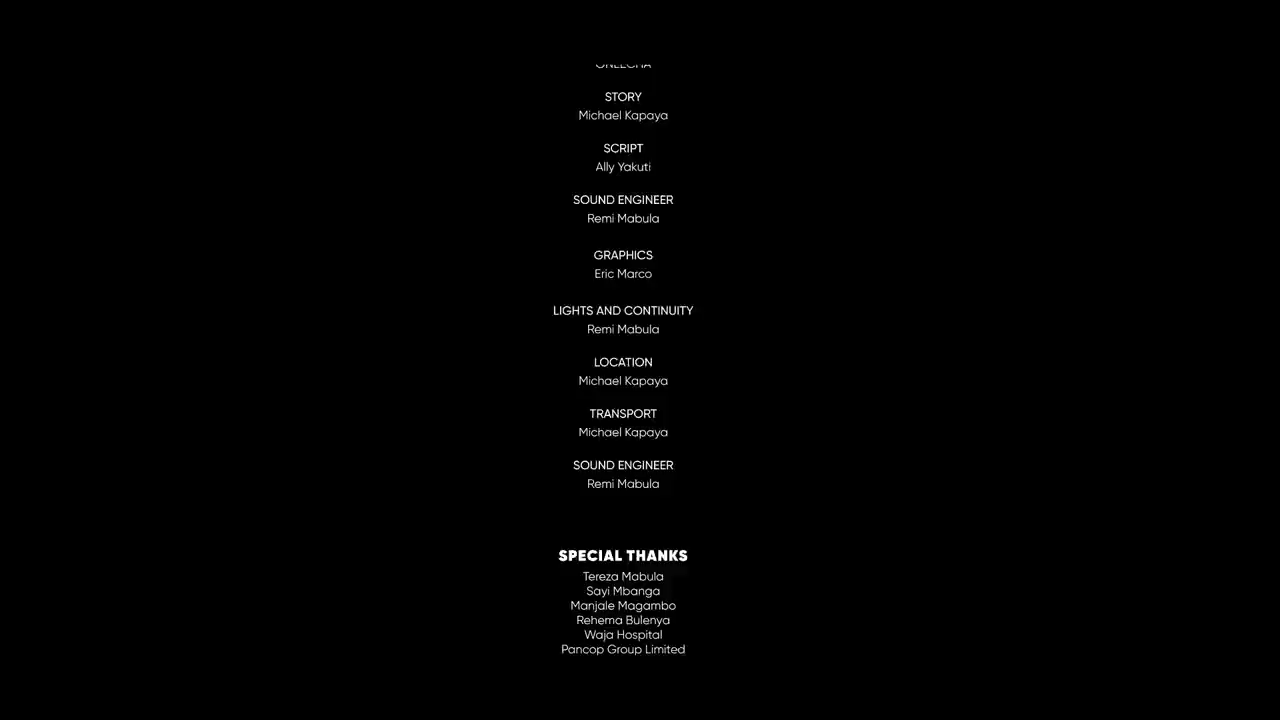 STORY
Michael Kapaya
SCRIPT
Ally Yakuti
SOUND ENGINEER
Remi Mabula
GRAPHICS
Eric Marco
LIGHTS AND CONTINUITY
Remi Mabula
LOCATION
Michael Kapaya
TRANSPORT
Michael Kapaya
SOUND ENGINEER
Remi Mabula
SPECIAL THANKS
Tereza Mabula
Sayi Mbanga
Manjale Magambo
Rehema Bulenya
Waja Hospital
Pancop Group Limited